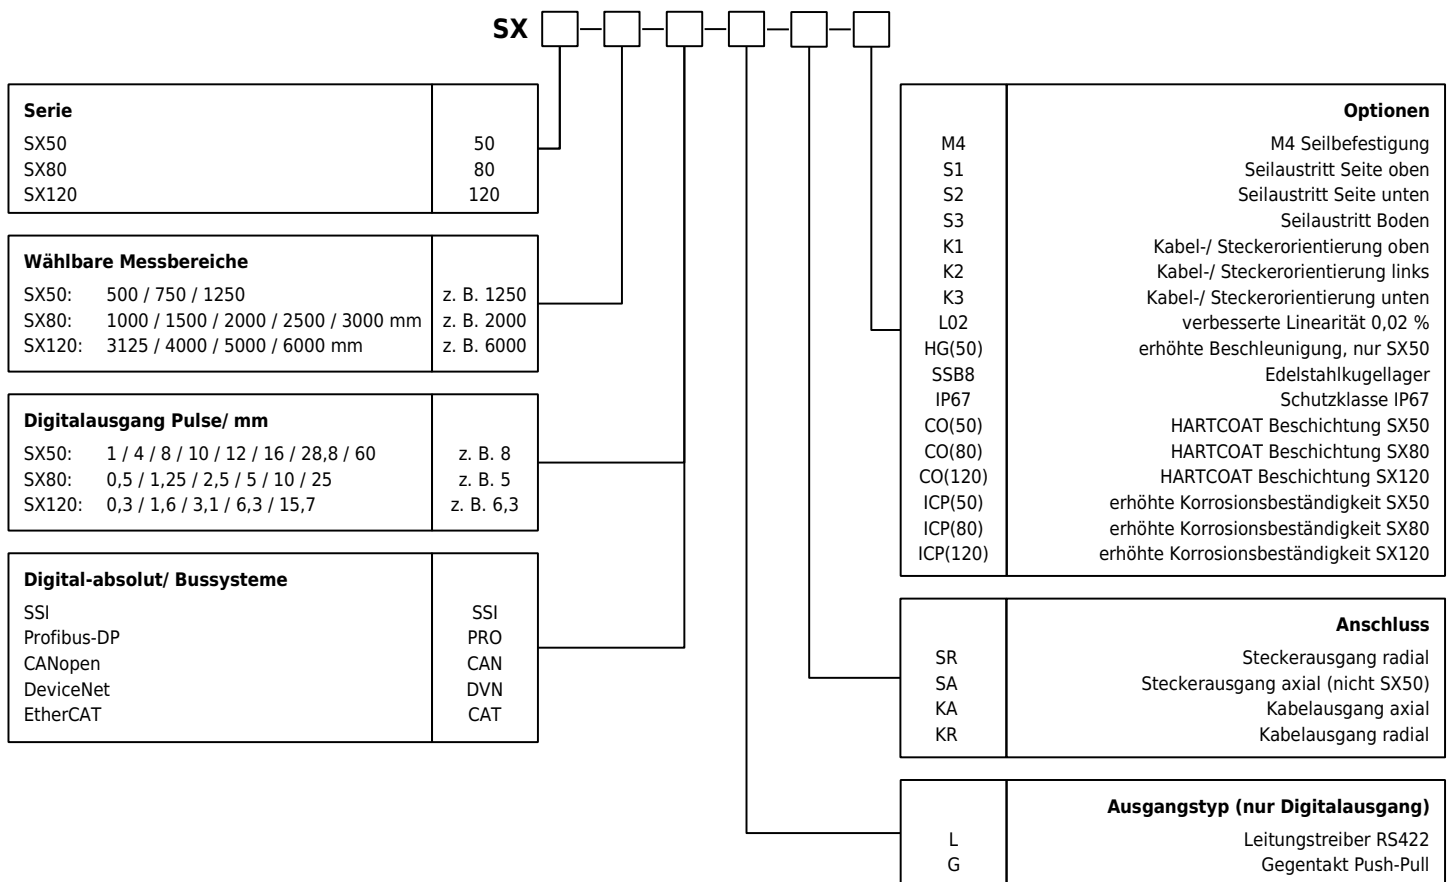 SX
Serie
SX50 50
SX80 80
SX120 120
Wählbare Messbereiche
SX50: 500 / 750 / 1250 z. B. 1250
SX80: 1000 / 1500 / 2000 / 2500 / 3000 mm z. B. 2000
SX120: 3125 / 4000 / 5000 / 6000 mm z. B. 6000
Digitalausgang Pulse/ mm
SX50: 1 / 4 / 8 / 10 / 12 / 16 / 28,8 / 60 z. B. 8
SX80: 0,5 / 1,25 / 2,5 / 5 / 10 / 25 z. B. 5
SX120: 0,3 / 1,6 / 3,1 / 6,3 / 15,7 z. B. 6,3
Digital-absolut/ Bussysteme
SSI SSI
Profibus-DP PRO
CANopen CAN
DeviceNet DVN
EtherCAT CAT
Optionen
M4 M4 Seilbefestigung
S1 Seilaustritt Seite oben
S2 Seilaustritt Seite unten
S3 Seilaustritt Boden
K1 Kabel-/ Steckerorientierung oben
K2 Kabel-/ Steckerorientierung links
K3 Kabel-/ Steckerorientierung unten
L02 verbesserte Linearität 0,02 %
HG(50) erhöhte Beschleunigung, nur SX50
SSB8 Edelstahlkugellager
IP67 Schutzklasse IP67
CO(50) HARTCOAT Beschichtung SX50
CO(80) HARTCOAT Beschichtung SX80
CO(120) HARTCOAT Beschichtung SX120
ICP(50) erhöhte Korrosionsbeständigkeit SX50
ICP(80) erhöhte Korrosionsbeständigkeit SX80
ICP(120) erhöhte Korrosionsbeständigkeit SX120
Anschluss
SR Steckerausgang radial
SA Steckerausgang axial (nicht SX50)
KA Kabelausgang axial
KR Kabelausgang radial
Ausgangstyp (nur Digitalausgang)
L Leitungstreiber RS422
G Gegentakt Push-Pull